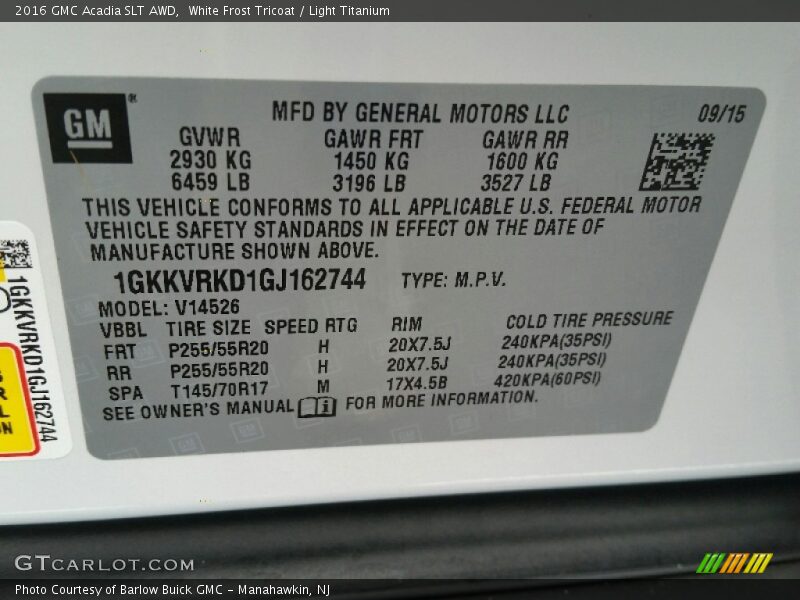 2016 GMC Acadia SLT AWD, White Frost Tricoat / Light Titanium
GM®
MFD BY GENERAL MOTORS LLC 09/15
GVWR GAWR FRT GAWR RR
2930 KG 1450 KG 1600 KG
6459 LB 3196 LB 3527 LB
THIS VEHICLE CONFORMS TO ALL APPLICABLE U.S. FEDERAL MOTOR
VEHICLE SAFETY STANDARDS IN EFFECT ON THE DATE OF
MANUFACTURE SHOWN ABOVE.
1GKKVRKD1GJ162744 TYPE: M.P.V.
MODEL: V14526
VBBL TIRE SIZE SPEED RTG RIM COLD TIRE PRESSURE
FRT P255/55R20 H 20X7.5J 240KPA(35PSI)
RR P255/55R20 H 20X7.5J 240KPA(35PSI)
SPA T145/70R17 M 17X4.5B 420KPA(60PSI)
SEE OWNER'S MANUAL i FOR MORE INFORMATION.
1GKKVRKD1GJ162744
GTCARLOT.COM
Photo Courtesy of Barlow Buick GMC – Manahawkin, NJ